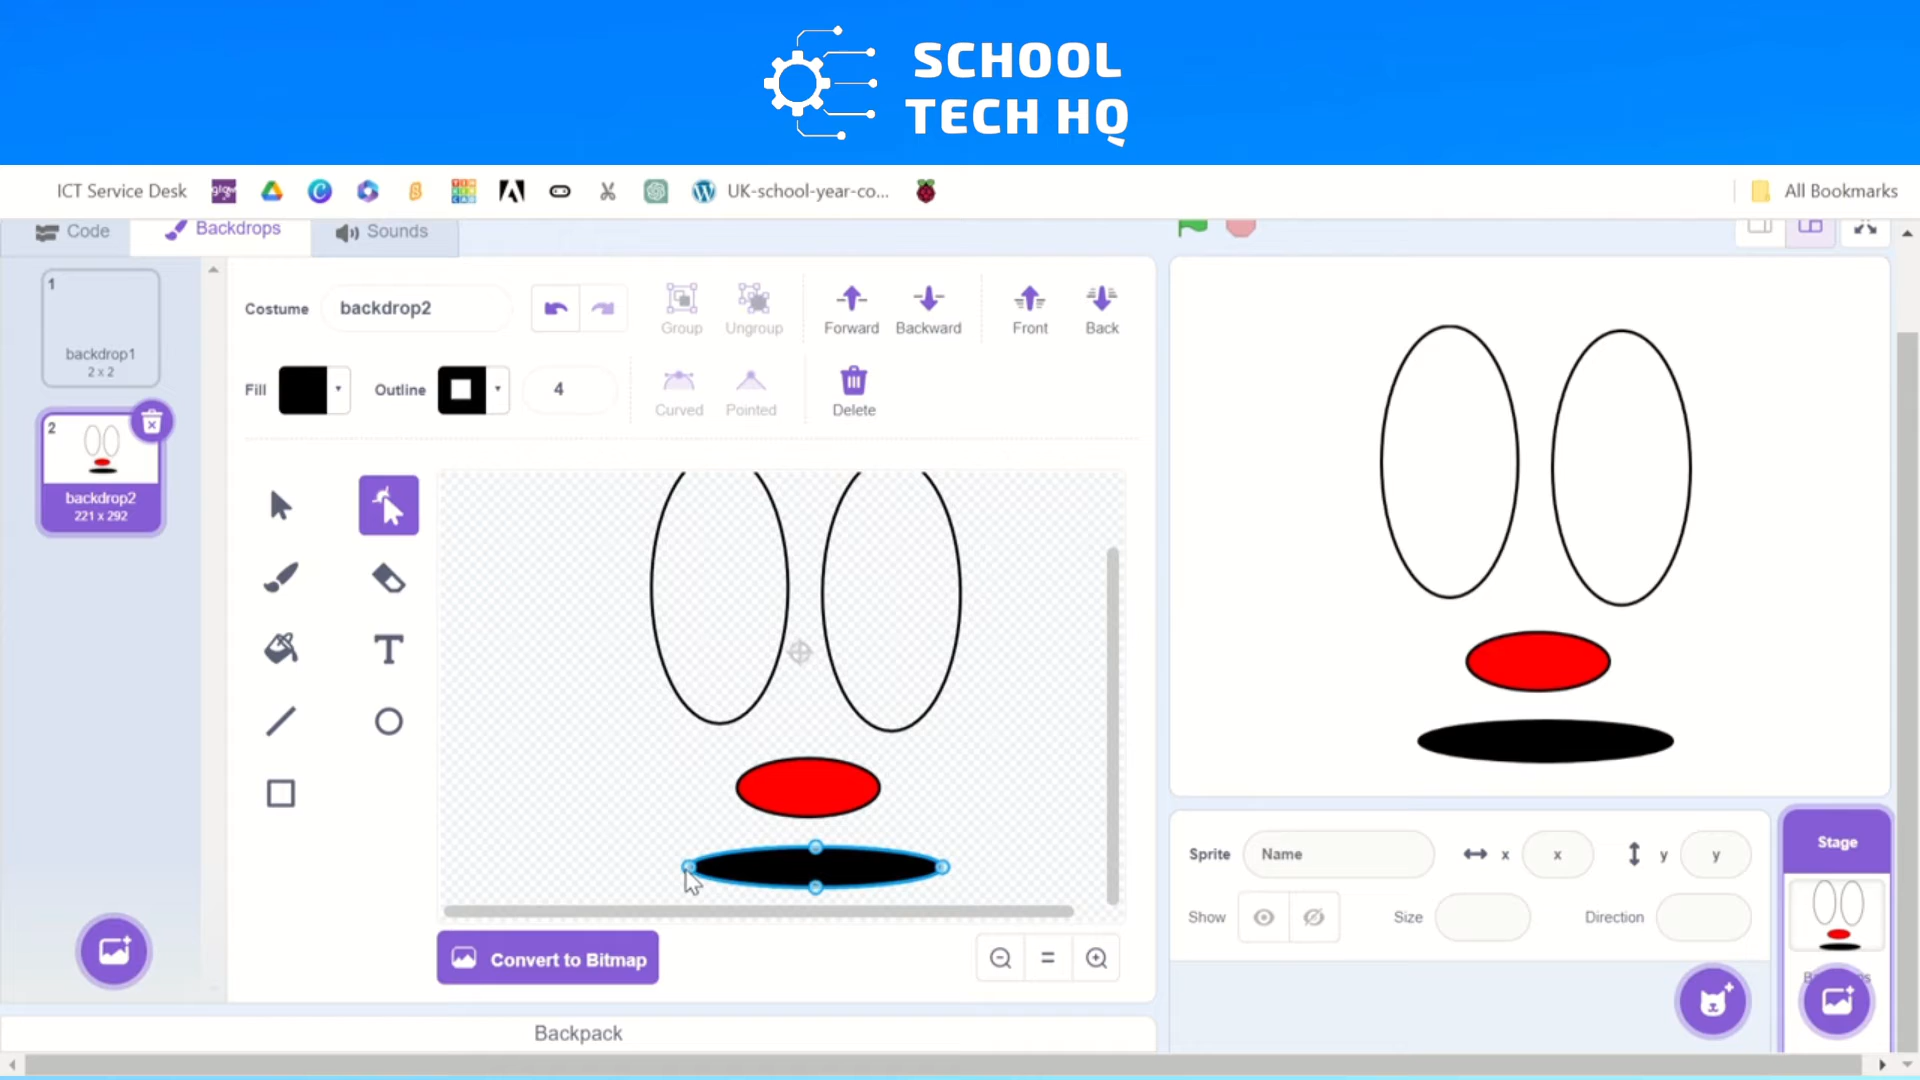 SCHOOL
TECH HQ
ICT Service Desk
glow
UK-school-year-co...
All Bookmarks
Code
Backdrops
Sounds
1
backdrop1
2 x 2
2
backdrop2
221 x 292
Costume
backdrop2
Group
Ungroup
Forward
Backward
Front
Back
Fill
Outline
4
Curved
Pointed
Delete
Convert to Bitmap
Backpack
Sprite
Name
x
x
y
y
Show
Size
Direction
Stage